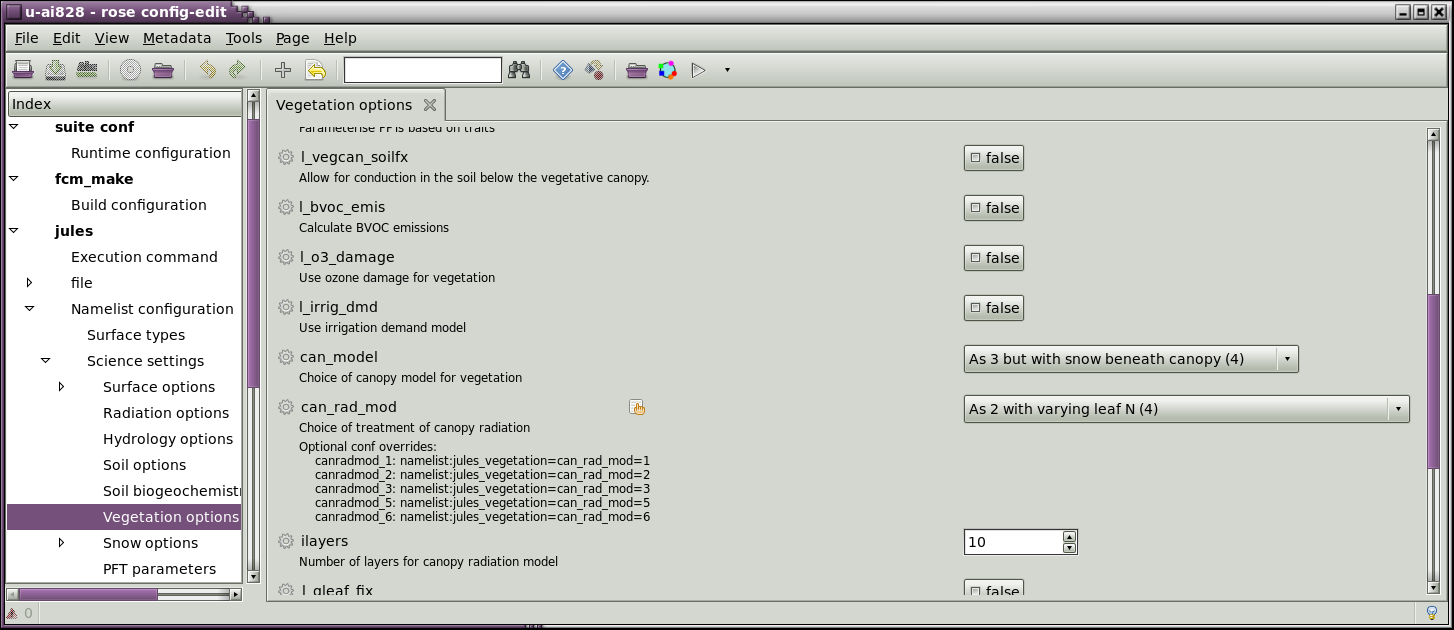 u-ai828 - rose config-edit
File Edit View Metadata Tools Page Help
Index
suite conf
Runtime configuration
fcm_make
Build configuration
jules
Execution command
file
Namelist configuration
Surface types
Science settings
Surface options
Radiation options
Hydrology options
Soil options
Soil biogeochemist
Vegetation options
Snow options
PFT parameters
0
Vegetation options
Parameterise PFTs based on traits
l_vegcan_soilfx
false
Allow for conduction in the soil below the vegetative canopy.
l_bvoc_emis
false
Calculate BVOC emissions
l_o3_damage
false
Use ozone damage for vegetation
l_irrig_dmd
false
Use irrigation demand model
can_model
As 3 but with snow beneath canopy (4)
Choice of canopy model for vegetation
can_rad_mod
As 2 with varying leaf N (4)
Choice of treatment of canopy radiation
Optional conf overrides:
canradmod_1: namelist:jules_vegetation=can_rad_mod=1
canradmod_2: namelist:jules_vegetation=can_rad_mod=2
canradmod_3: namelist:jules_vegetation=can_rad_mod=3
canradmod_5: namelist:jules_vegetation=can_rad_mod=5
canradmod_6: namelist:jules_vegetation=can_rad_mod=6
ilayers
10
Number of layers for canopy radiation model
l_gleaf_fix
false